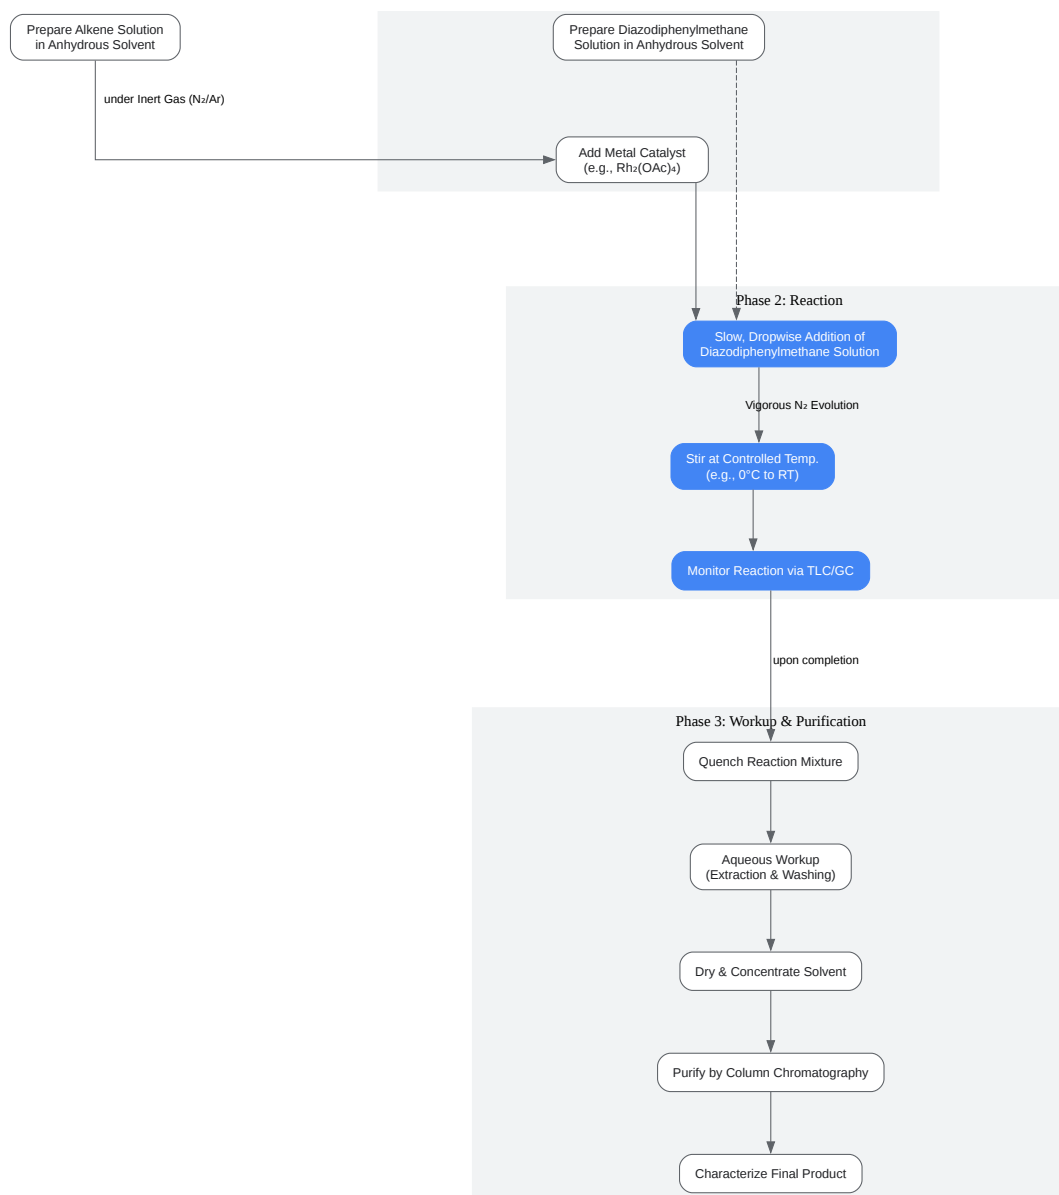 Prepare Alkene Solution
in Anhydrous Solvent
Prepare Diazodiphenylmethane
Solution in Anhydrous Solvent
under Inert Gas (N₂/Ar)
Add Metal Catalyst
(e.g., Rh₂(OAc)₄)
Phase 2: Reaction
Slow, Dropwise Addition of
Diazodiphenylmethane Solution
Vigorous N₂ Evolution
Stir at Controlled Temp.
(e.g., 0°C to RT)
Monitor Reaction via TLC/GC
upon completion
Phase 3: Workup & Purification
Quench Reaction Mixture
Aqueous Workup
(Extraction & Washing)
Dry & Concentrate Solvent
Purify by Column Chromatography
Characterize Final Product